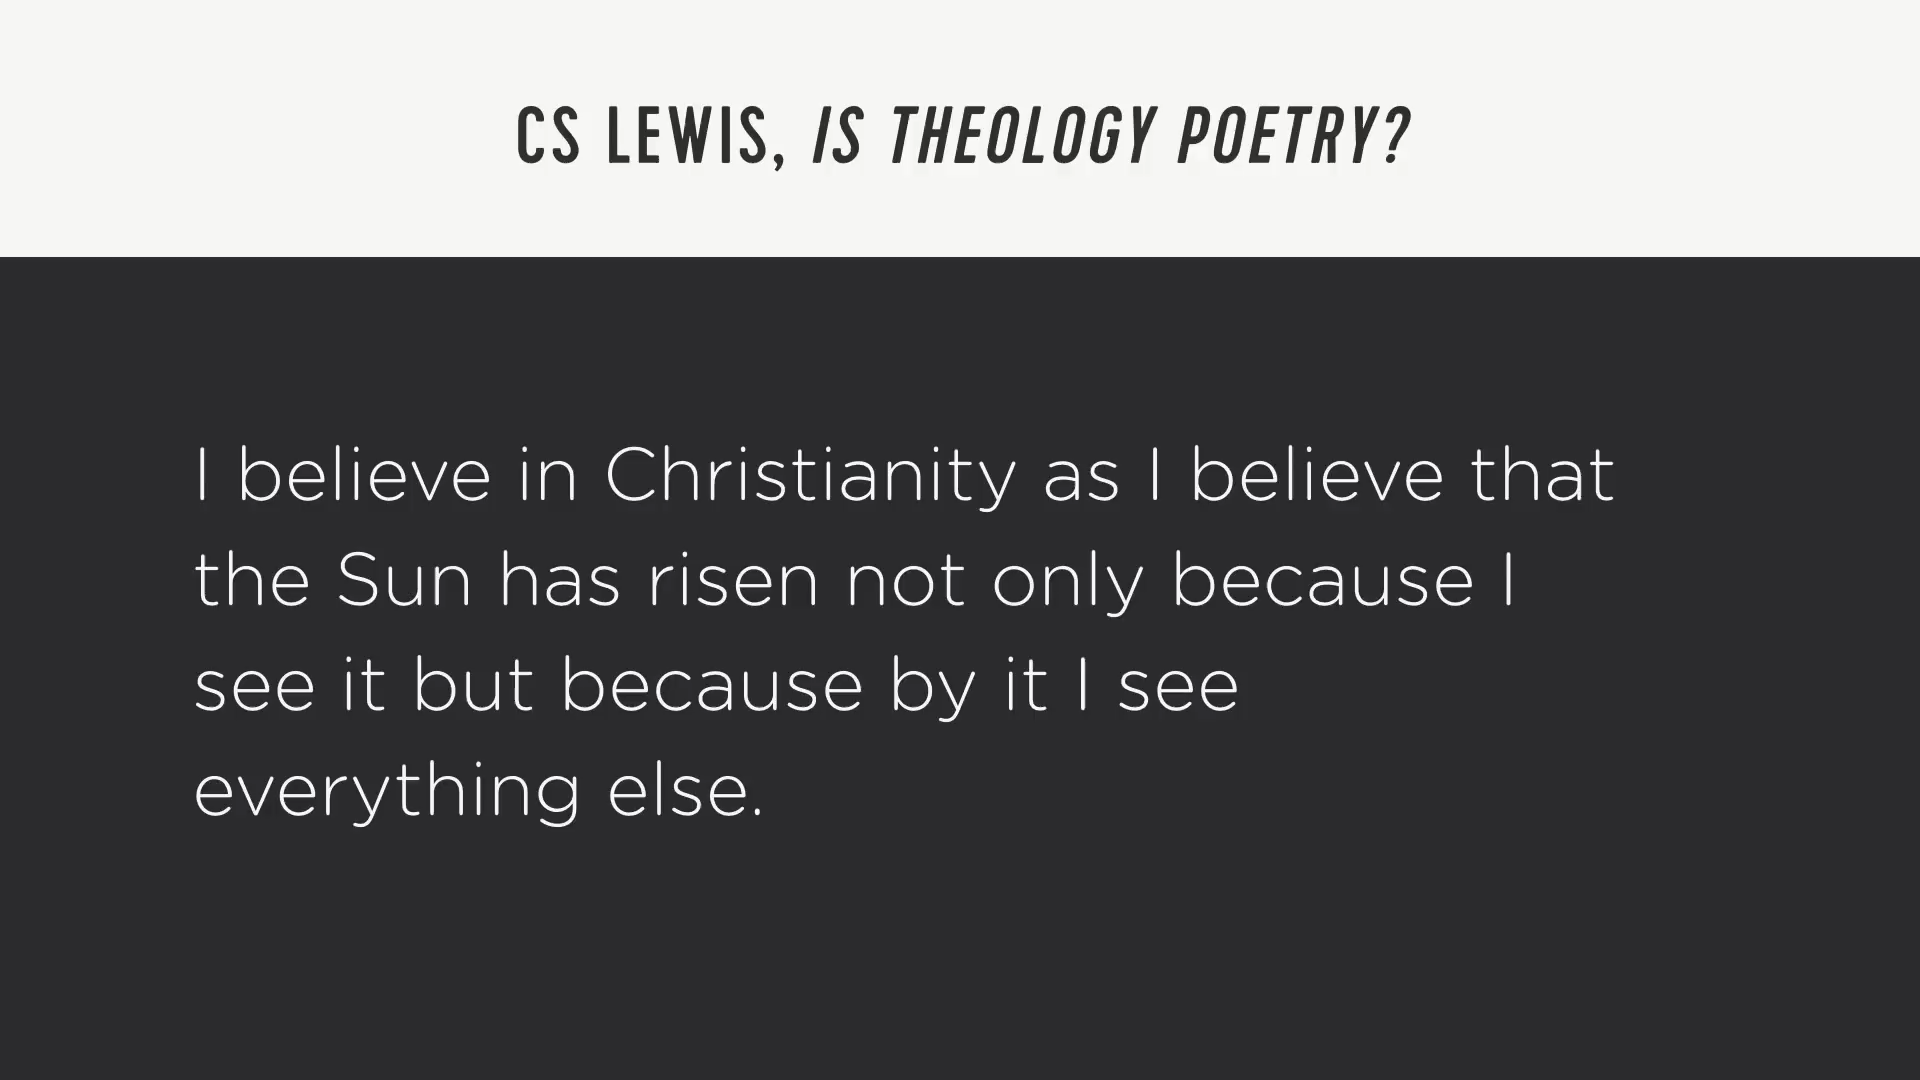 CS LEWIS, IS THEOLOGY POETRY?
I believe in Christianity as I believe that
the Sun has risen not only because I
see it but because by it I see
everything else.